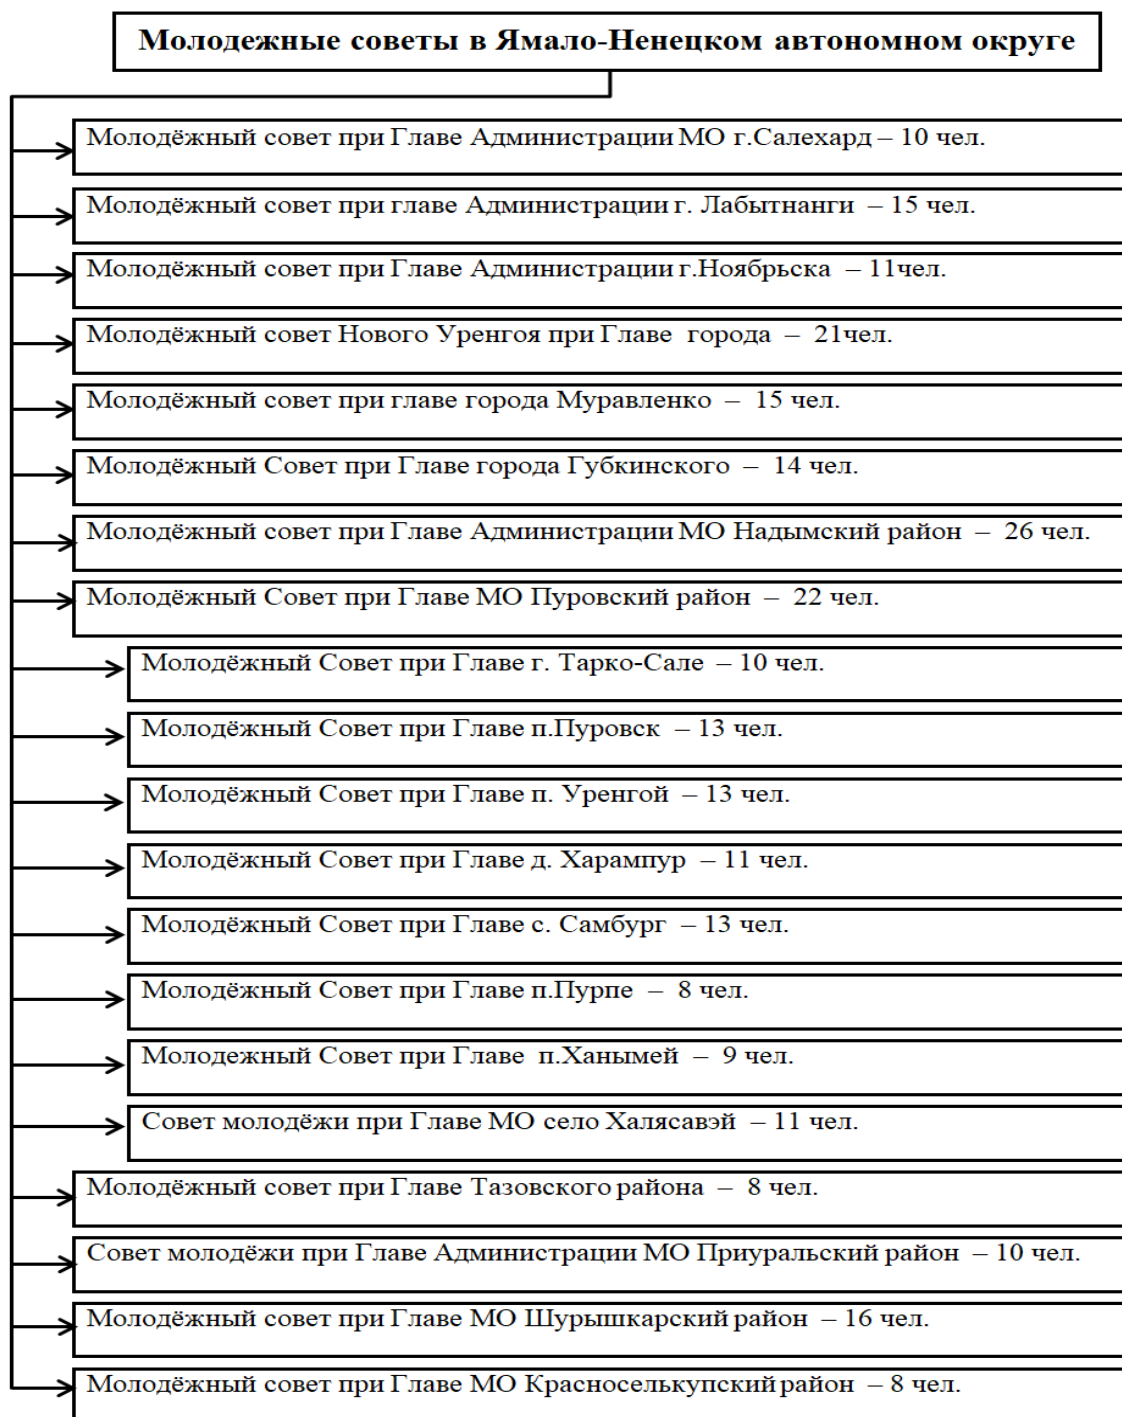 Молодежные советы в Ямало-Ненецком автономном округе
Молодёжный совет при Главе Администрации МО г.Салехард – 10 чел.
Молодёжный совет при главе Администрации г. Лабытнанги – 15 чел.
Молодёжный совет при Главе Администрации г.Ноябрьска – 11чел.
Молодёжный совет Нового Уренгоя при Главе города – 21чел.
Молодёжный совет при главе города Муравленко – 15 чел.
Молодёжный Совет при Главе города Губкинского – 14 чел.
Молодёжный совет при Главе Администрации МО Надымский район – 26 чел.
Молодёжный Совет при Главе МО Пуровский район – 22 чел.
Молодёжный Совет при Главе г. Тарко-Сале – 10 чел.
Молодёжный Совет при Главе п.Пуровск – 13 чел.
Молодёжный Совет при Главе п. Уренгой – 13 чел.
Молодёжный Совет при Главе д. Харампур – 11 чел.
Молодёжный Совет при Главе с. Самбург – 13 чел.
Молодёжный Совет при Главе п.Пурпе – 8 чел.
Молодежный Совет при Главе п.Ханымей – 9 чел.
Совет молодёжи при Главе МО село Халясавэй – 11 чел.
Молодёжный совет при Главе Тазовского района – 8 чел.
Совет молодёжи при Главе Администрации МО Приуральский район – 10 чел.
Молодёжный совет при Главе МО Шурышкарский район – 16 чел.
Молодёжный совет при Главе МО Красноселькупский район – 8 чел.